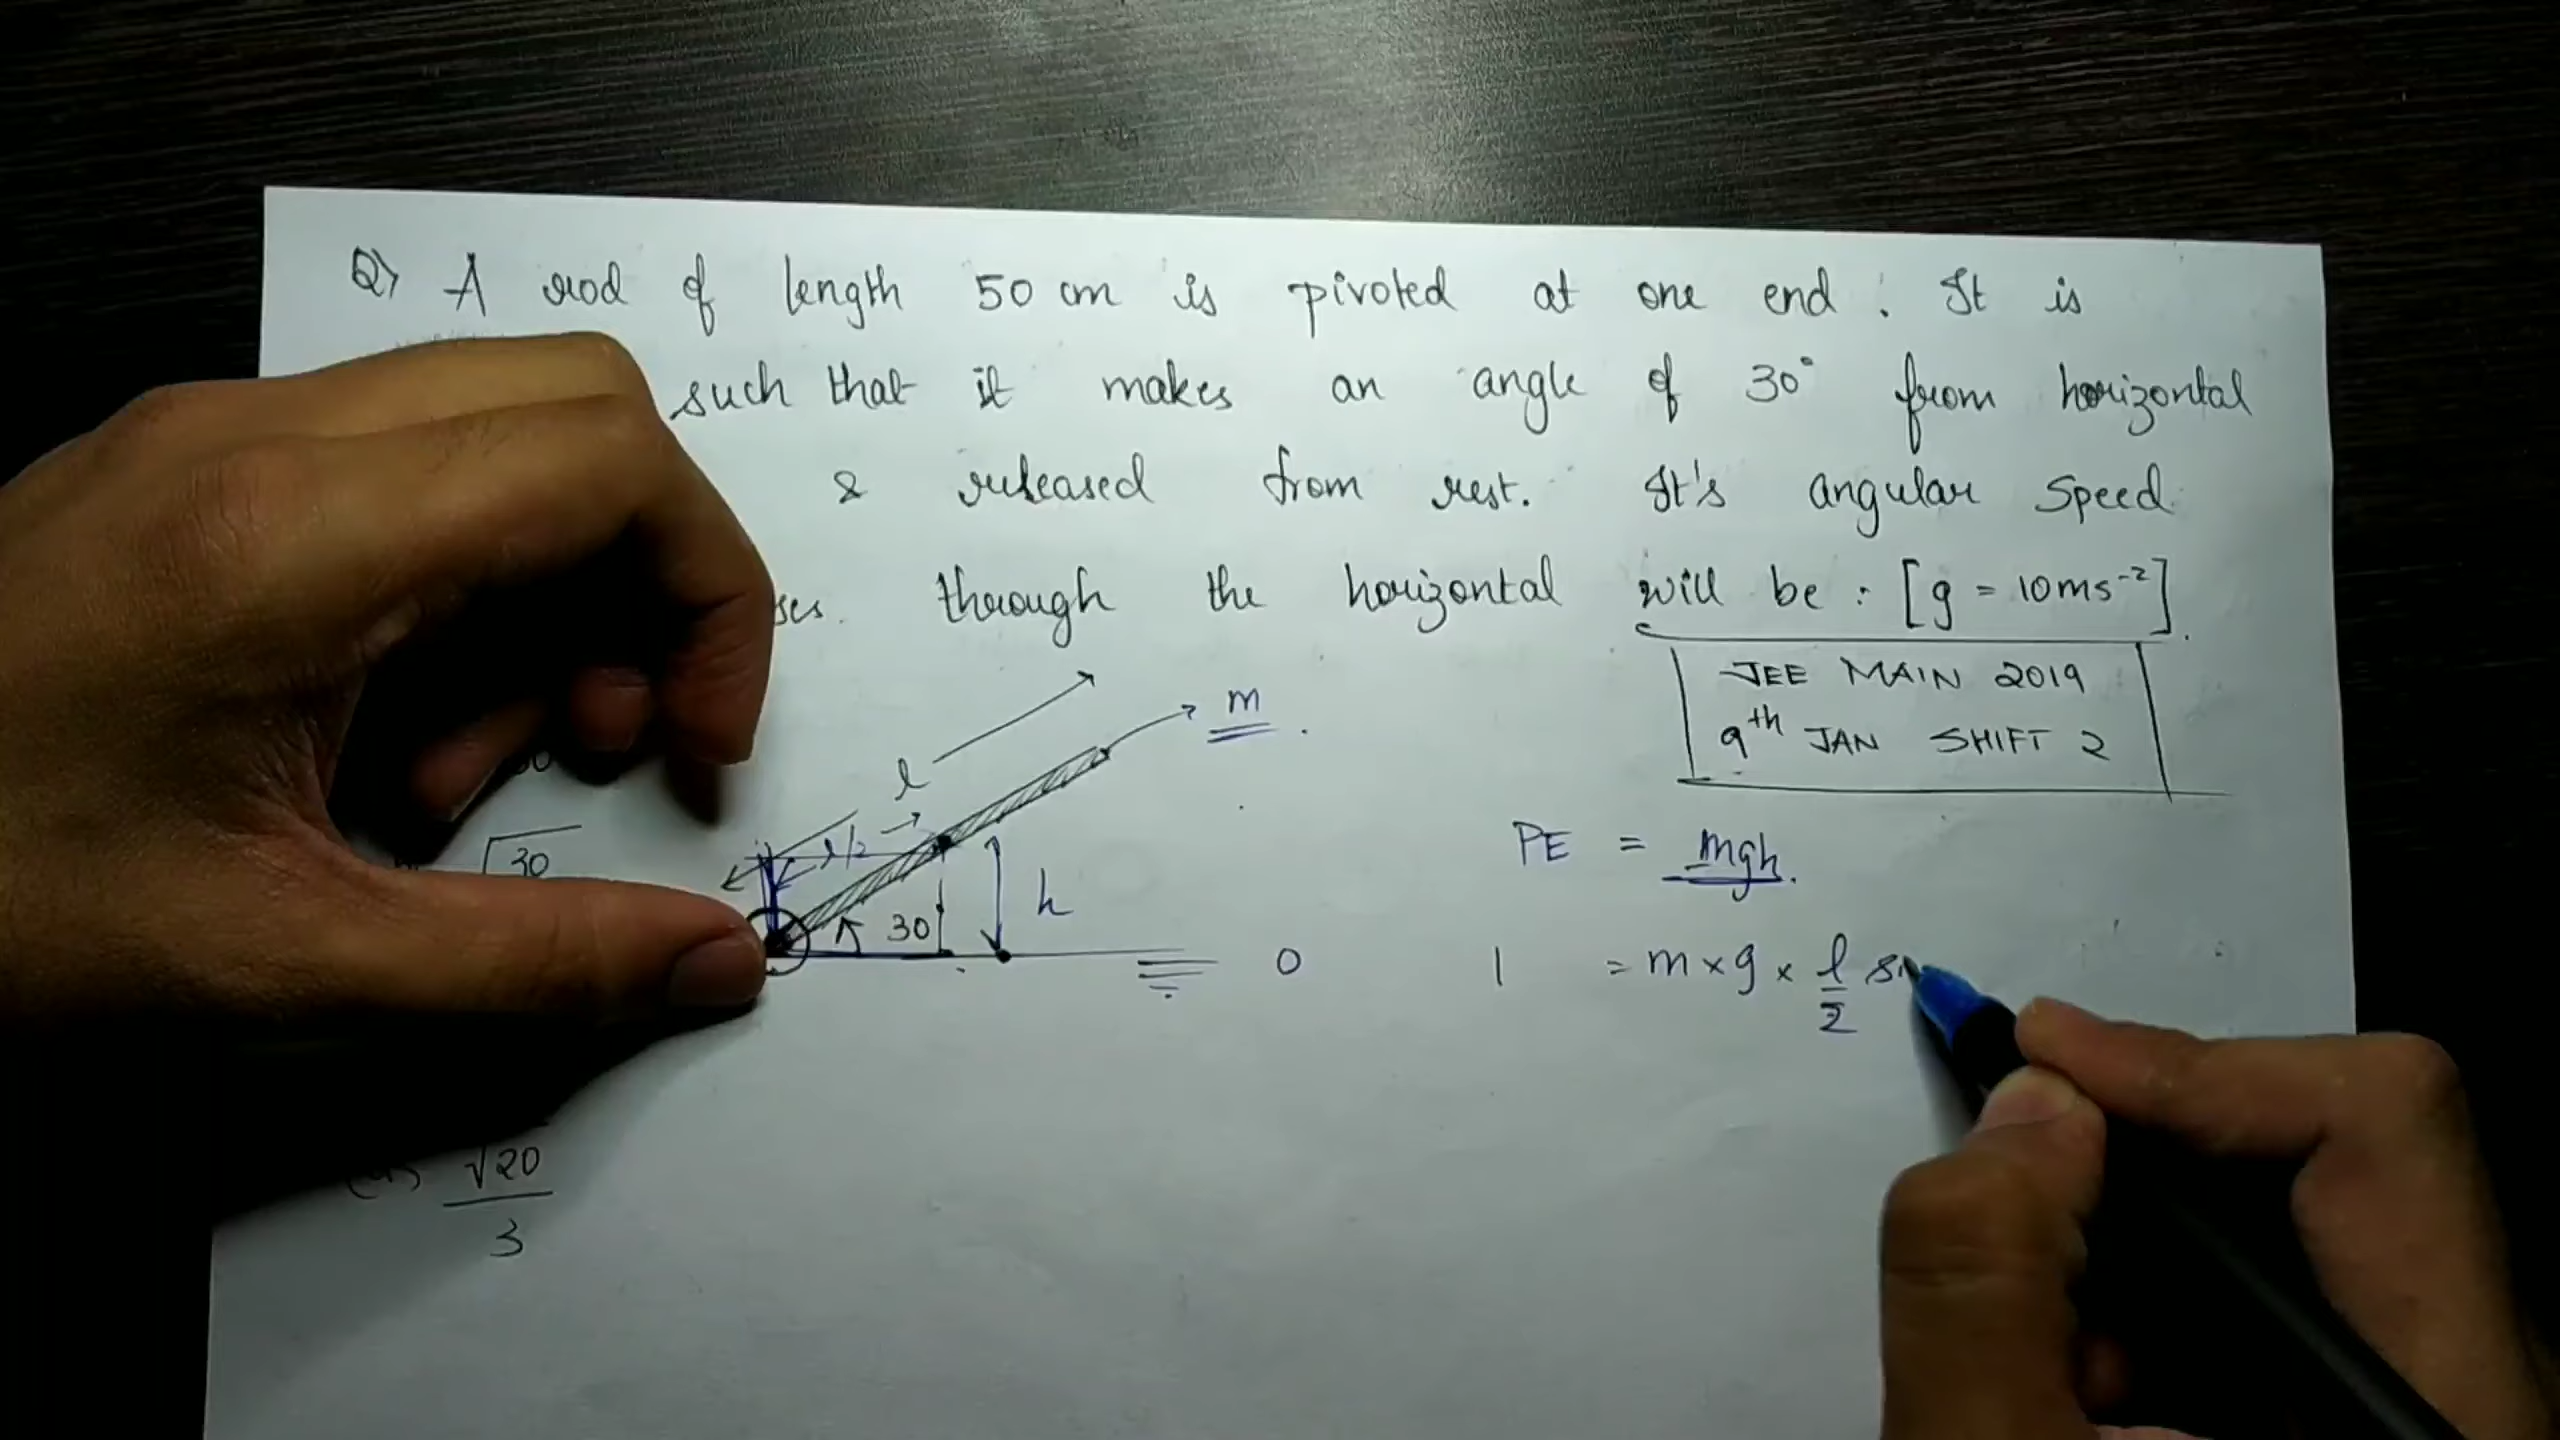 Q) A rod of length 50 cm is pivoted at one end. It is
such that it makes an angle of 30° from horizontal
& released from rest. It's angular speed
ses. through the horizontal will be : [g = 10ms⁻²].
JEE MAIN 2019
9th JAN SHIFT 2
m
l
l/2
h
30
0
PE = mgh.
1 = m × g × l/2 si
√30
√20/3